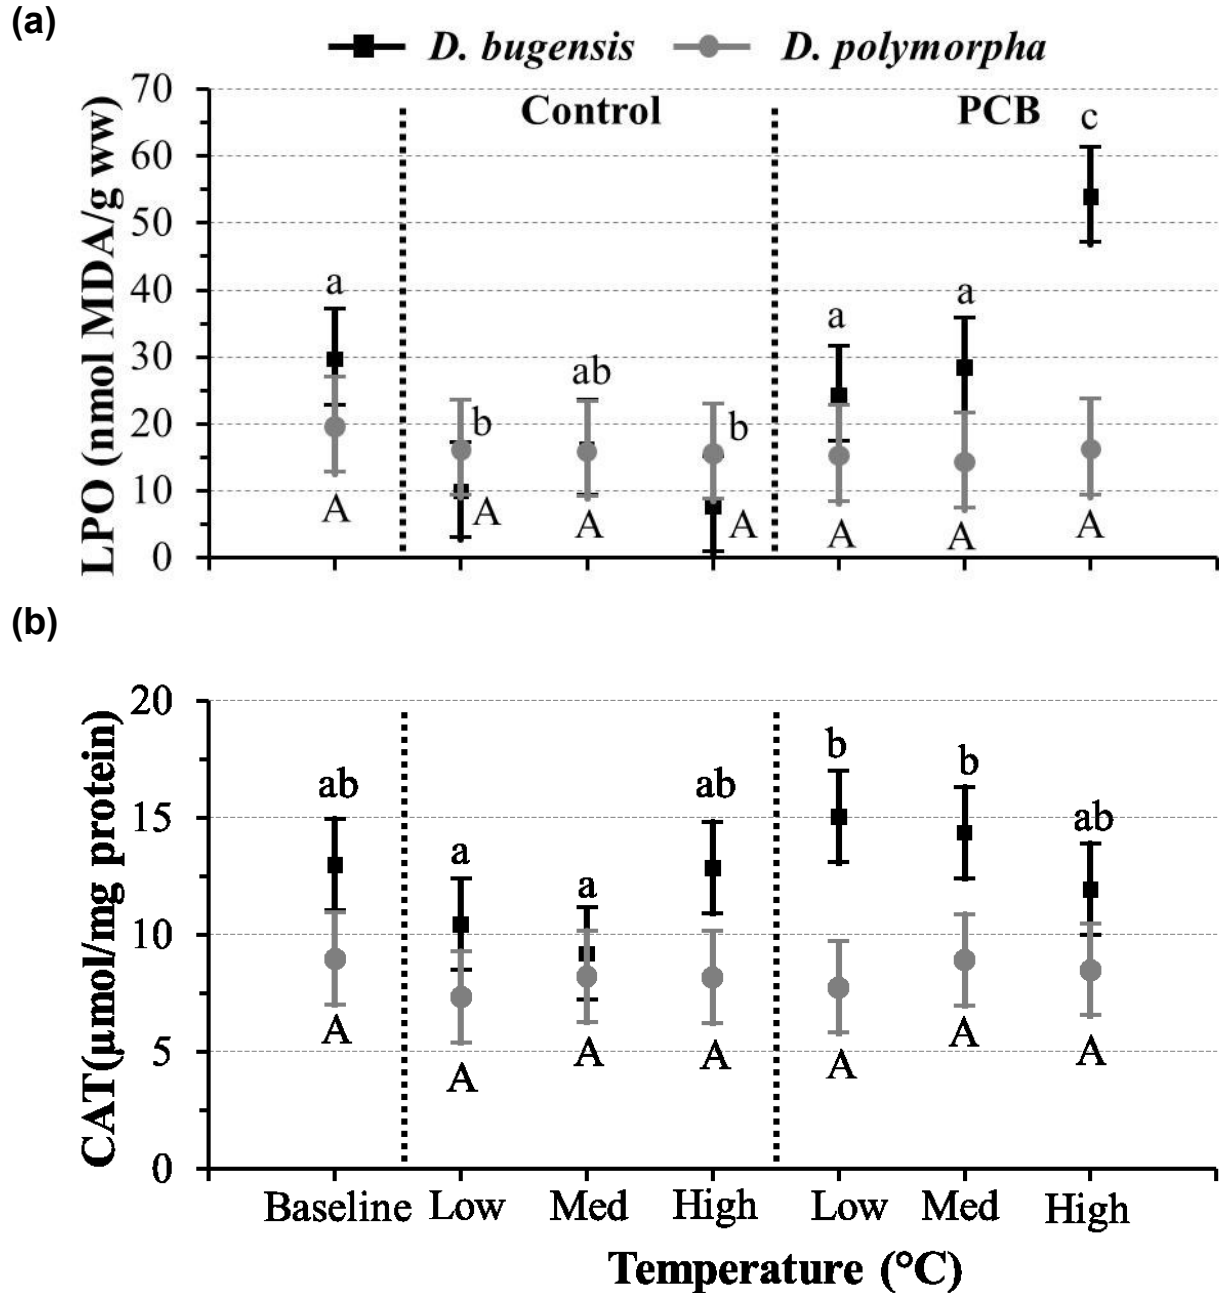 (a)
D. bugensis D. polymorpha
Control PCB
LPO (nmol MDA/g ww)
70
60
50
40
30
20
10
0
a b ab b a a c
A A A A A A A
(b)
CAT(μmol/mg protein)
20
15
10
5
0
ab a a ab b b ab
A A A A A A A
Baseline Low Med High Low Med High
Temperature (°C)